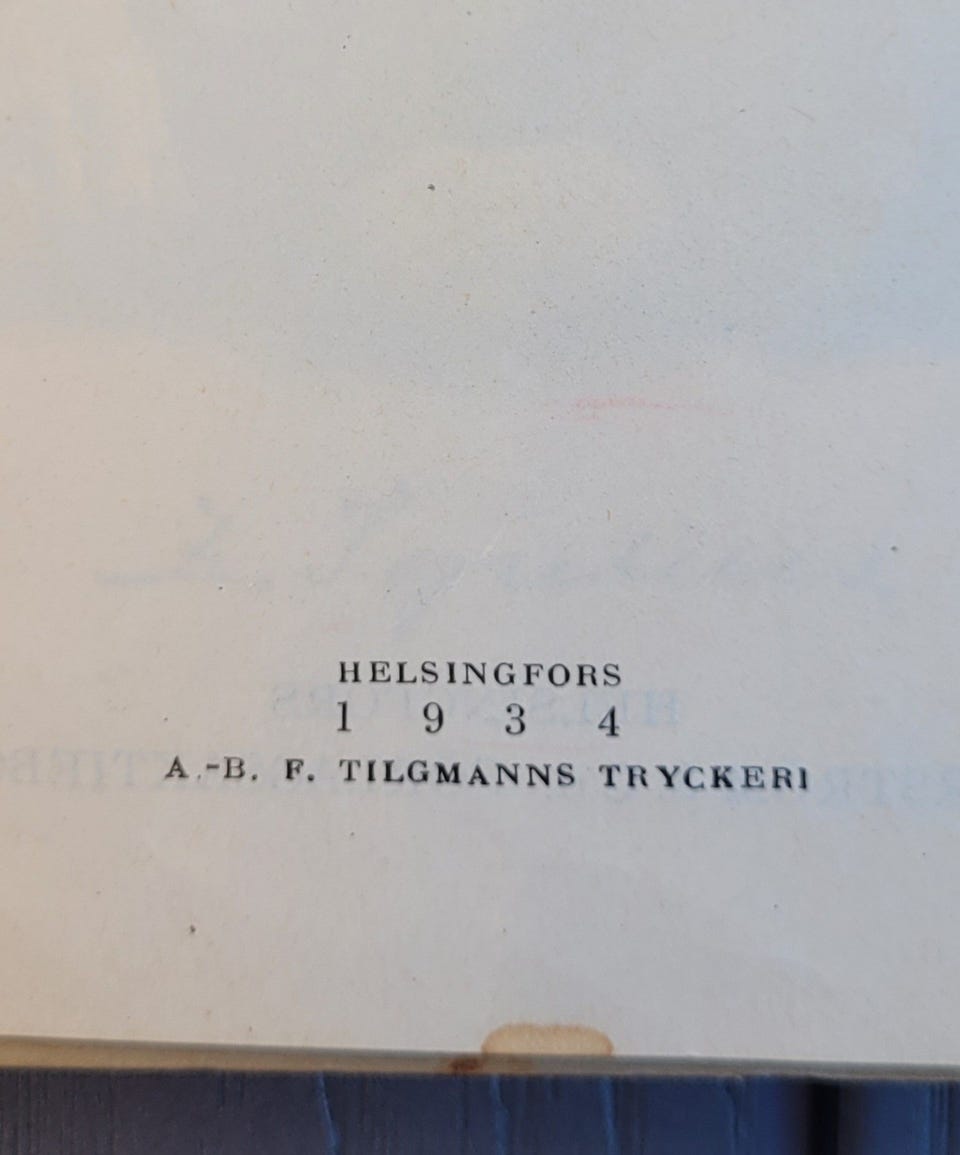 HELSINGFORS
1 9 3 4
A.-B. F. TILGMANNS TRYCKERI